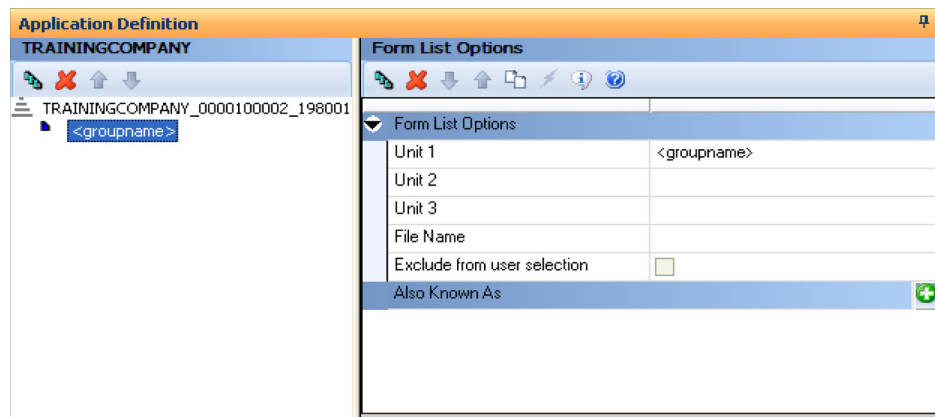 Application Definition
TRAININGCOMPANY
Form List Options
TRAININGCOMPANY_0000100002_198001
<groupname>
Form List Options
Unit 1 <groupname>
Unit 2
Unit 3
File Name
Exclude from user selection
Also Known As